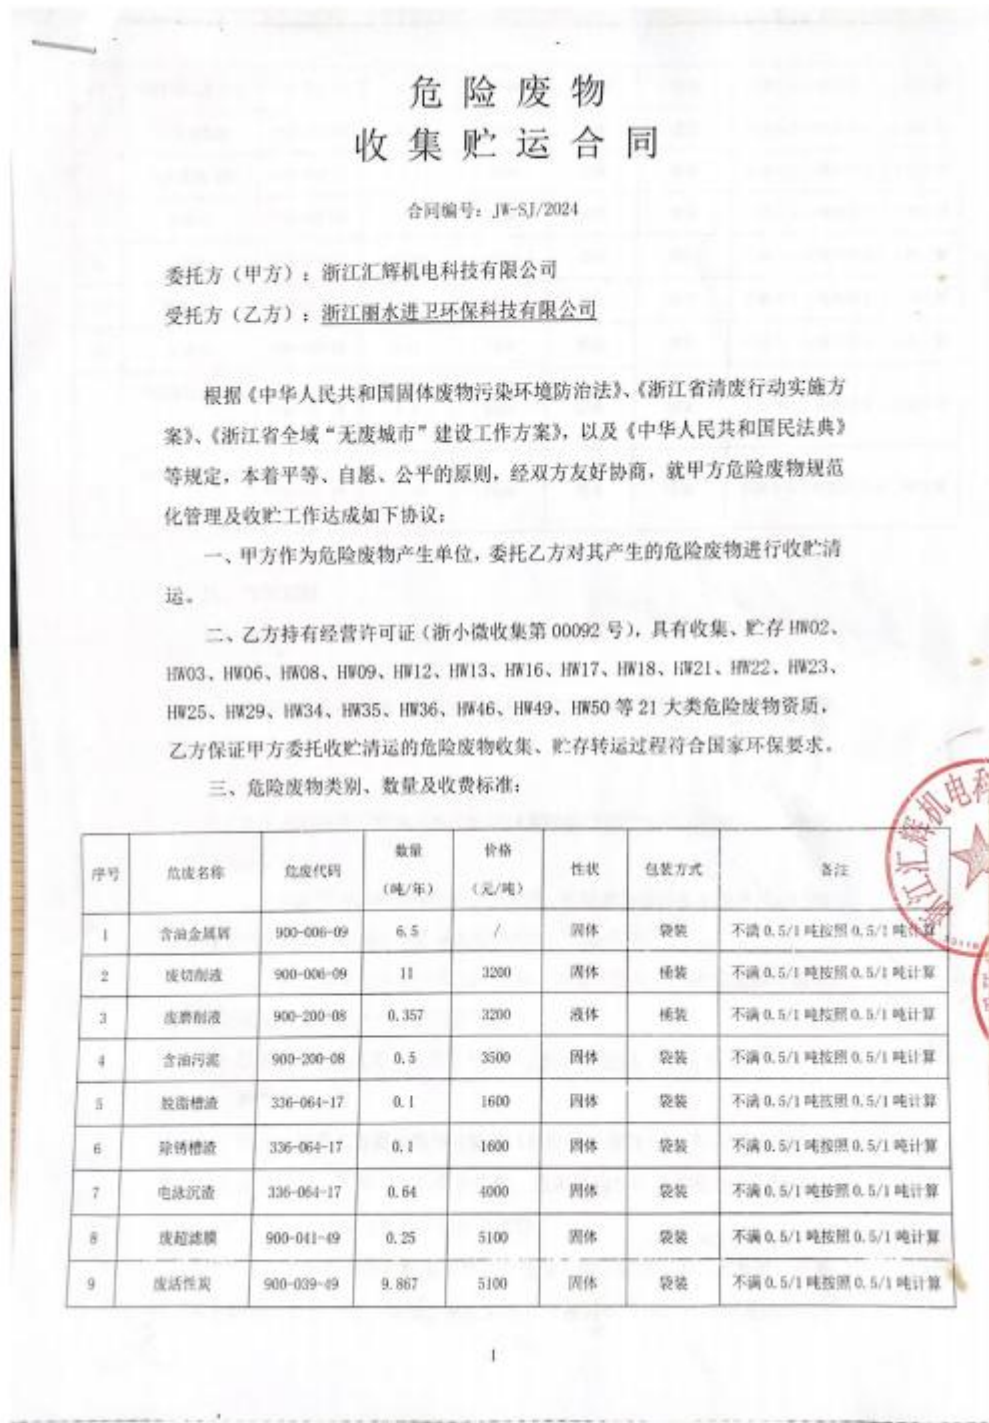 危险废物
收集贮运合同
合同编号：JW-SJ/2024
委托方（甲方）：浙江汇辉机电科技有限公司
受托方（乙方）：浙江丽水进卫环保科技有限公司
根据《中华人民共和国固体废物污染环境防治法》、《浙江省清废行动实施方
案》、《浙江省全域“无废城市”建设工作方案》，以及《中华人民共和国民法典》
等规定，本着平等、自愿、公平的原则，经双方友好协商，就甲方危险废物规范
化管理及收贮工作达成如下协议：
一、甲方作为危险废物产生单位，委托乙方对其产生的危险废物进行收贮清
运。
二、乙方持有经营许可证（浙小微收集第 00092 号），具有收集、贮存 HW02、
HW03、HW06、HW08、HW09、HW12、HW13、HW16、HW17、HW18、HW21、HW22、HW23、
HW25、HW29、HW34、HW35、HW36、HW46、HW49、HW50 等 21 大类危险废物资质，
乙方保证甲方委托收贮清运的危险废物收集、贮存转运过程符合国家环保要求。
三、危险废物类别、数量及收费标准：
序号 危废名称 危废代码 数量（吨/年） 价格（元/吨） 性状 包装方式 备注
1 含油金属屑 900-006-09 6.5 / 固体 袋装 不满 0.5/1 吨按照 0.5/1 吨计算
2 废切削渣 900-006-09 11 3200 固体 桶装 不满 0.5/1 吨按照 0.5/1 吨计算
3 废磨削液 900-200-08 0.357 3200 液体 桶装 不满 0.5/1 吨按照 0.5/1 吨计算
4 含油污泥 900-200-08 0.5 3500 固体 袋装 不满 0.5/1 吨按照 0.5/1 吨计算
5 脱脂槽渣 336-064-17 0.1 1600 固体 袋装 不满 0.5/1 吨按照 0.5/1 吨计算
6 除锈槽渣 336-064-17 0.1 1600 固体 袋装 不满 0.5/1 吨按照 0.5/1 吨计算
7 电泳沉渣 336-064-17 0.64 4000 固体 袋装 不满 0.5/1 吨按照 0.5/1 吨计算
8 废超滤膜 900-041-49 0.25 5100 固体 袋装 不满 0.5/1 吨按照 0.5/1 吨计算
9 废活性炭 900-039-49 9.867 5100 固体 袋装 不满 0.5/1 吨按照 0.5/1 吨计算
浙江汇辉机电科
1